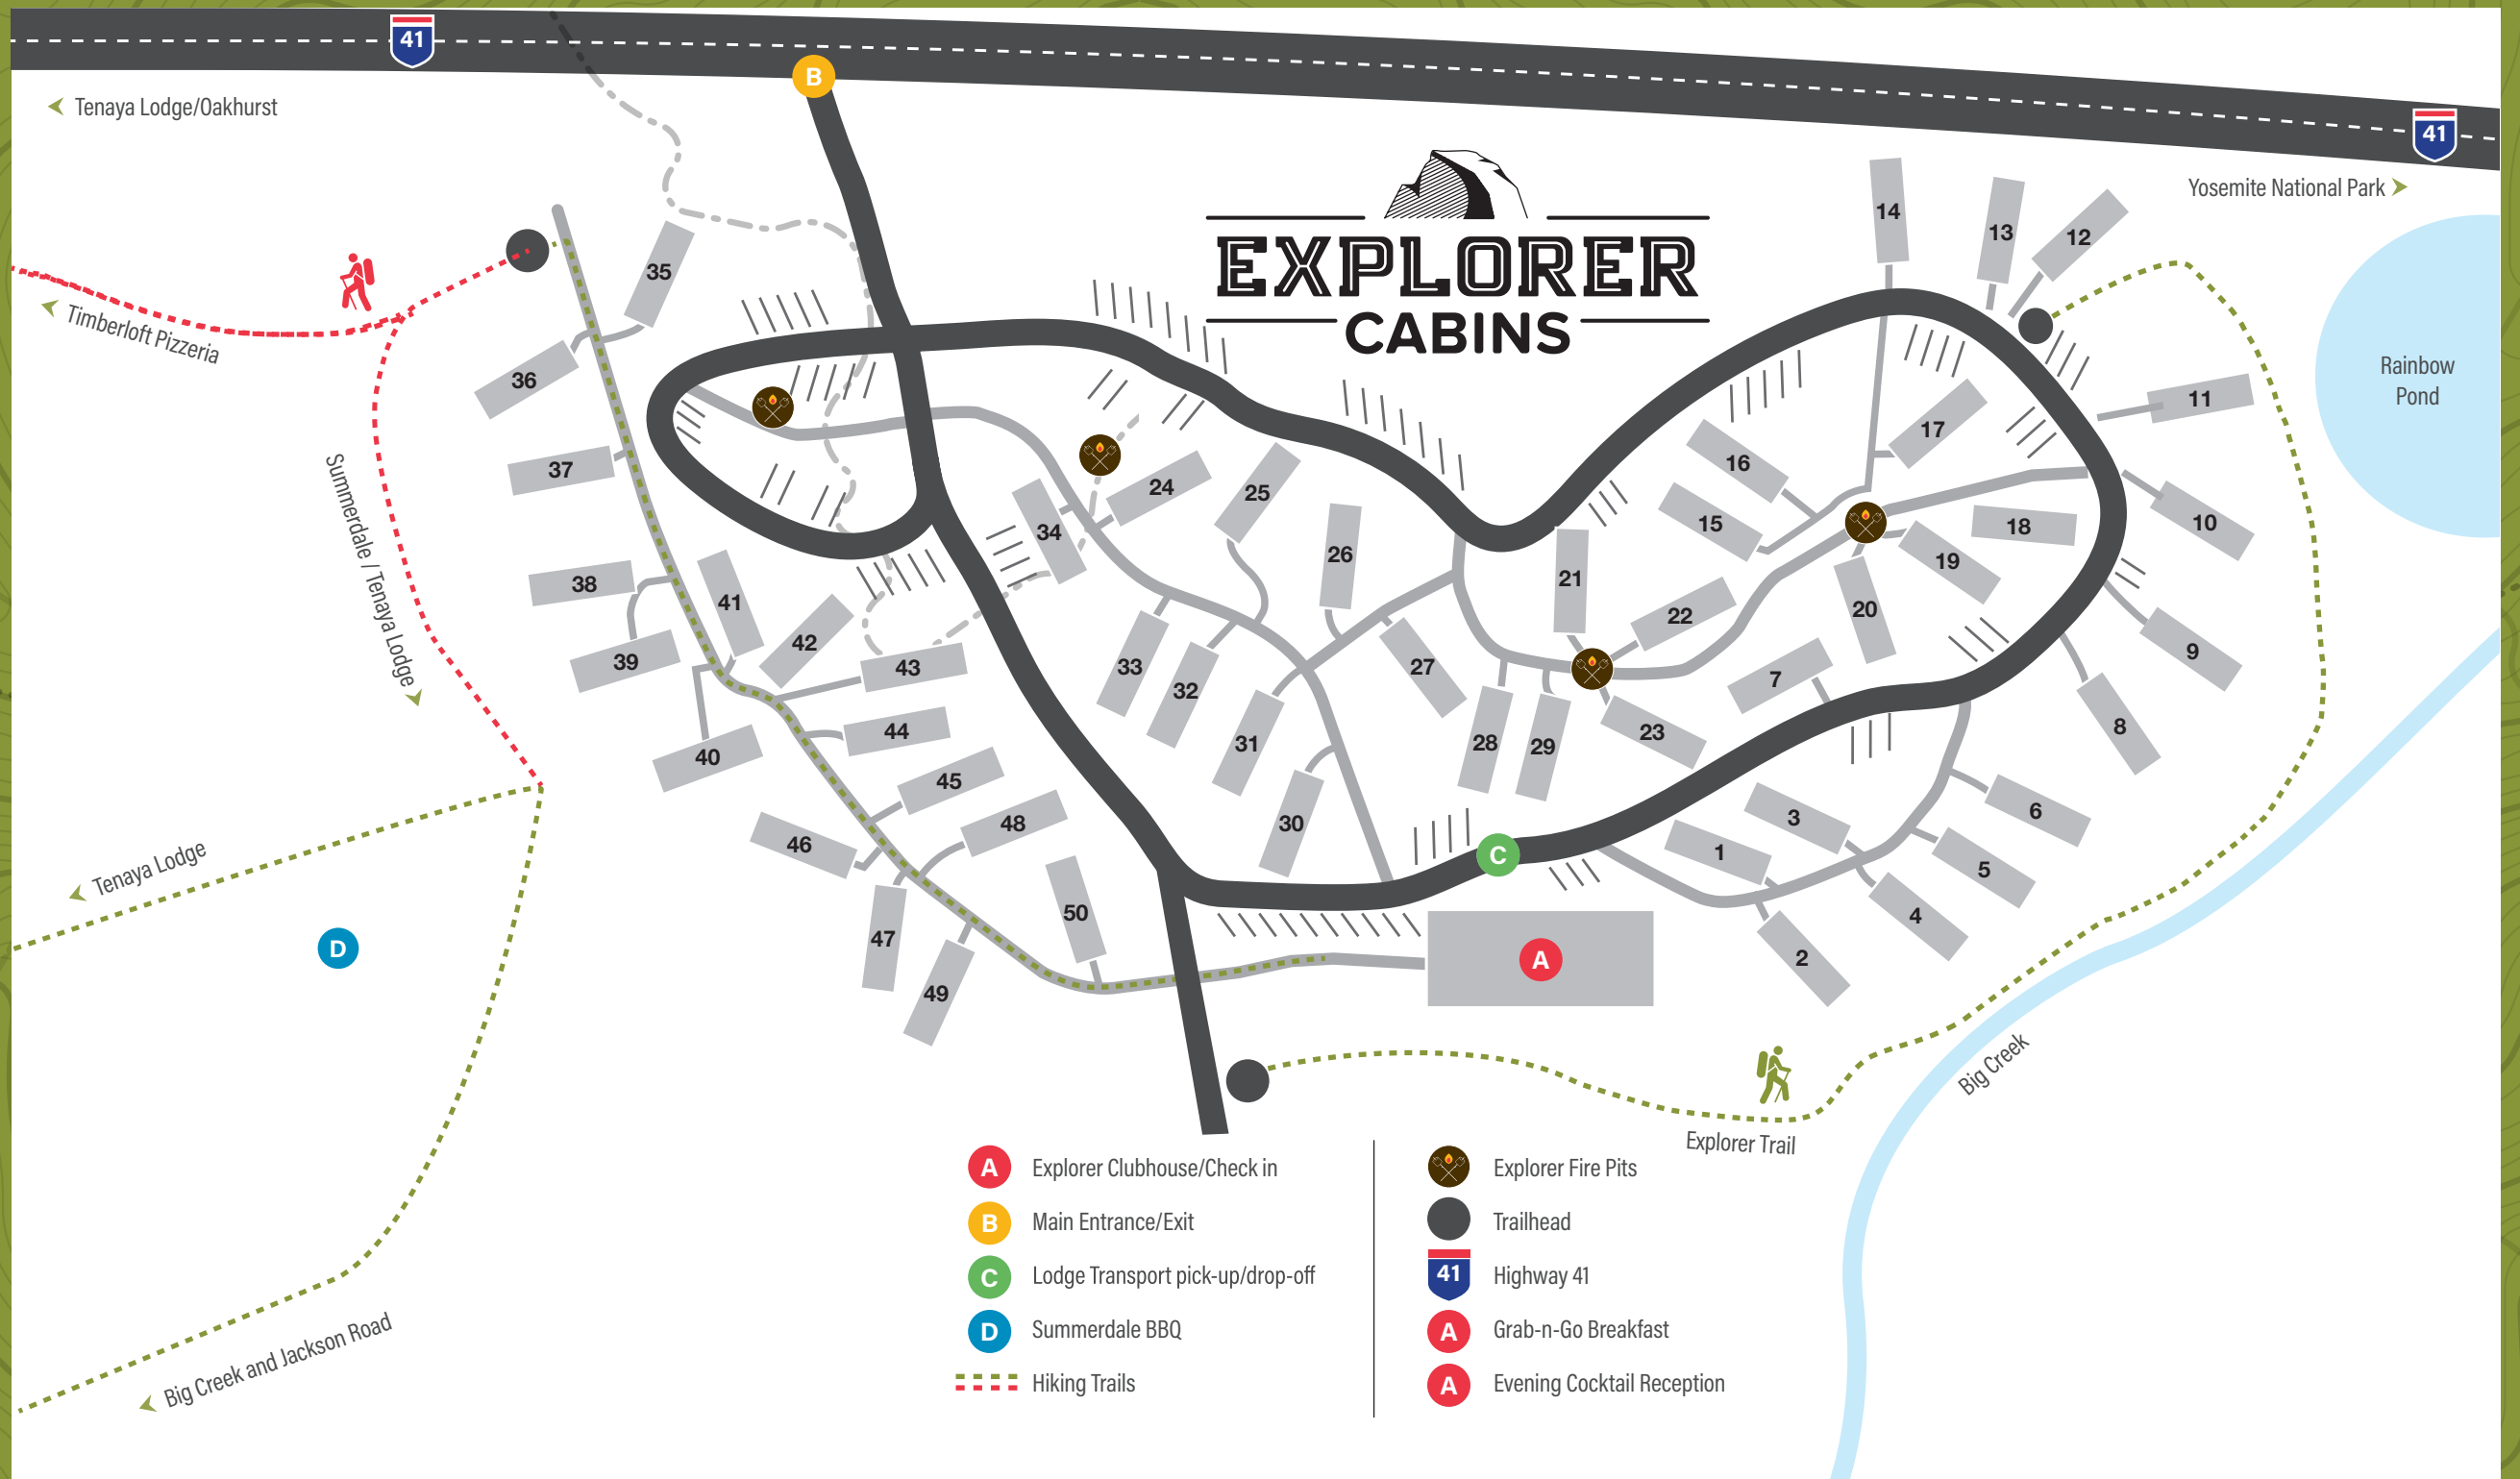 41
B
Tenaya Lodge/Oakhurst
41
Yosemite National Park
EXPLORER
CABINS
14
13
12
35
Timberloft Pizzeria
36
Rainbow
Pond
11
17
16
37
24
25
34
26
15
18
10
19
38
41
21
20
22
42
39
43
33
32
27
7
9
Summerdale / Tenaya Lodge
44
40
31
28
29
23
8
45
48
46
30
3
6
1
C
5
Tenaya Lodge
50
4
47
D
A
2
49
Big Creek
Explorer Trail
Big Creek and Jackson Road
A Explorer Clubhouse/Check in
B Main Entrance/Exit
C Lodge Transport pick-up/drop-off
D Summerdale BBQ
Hiking Trails
Explorer Fire Pits
Trailhead
41 Highway 41
A Grab-n-Go Breakfast
A Evening Cocktail Reception